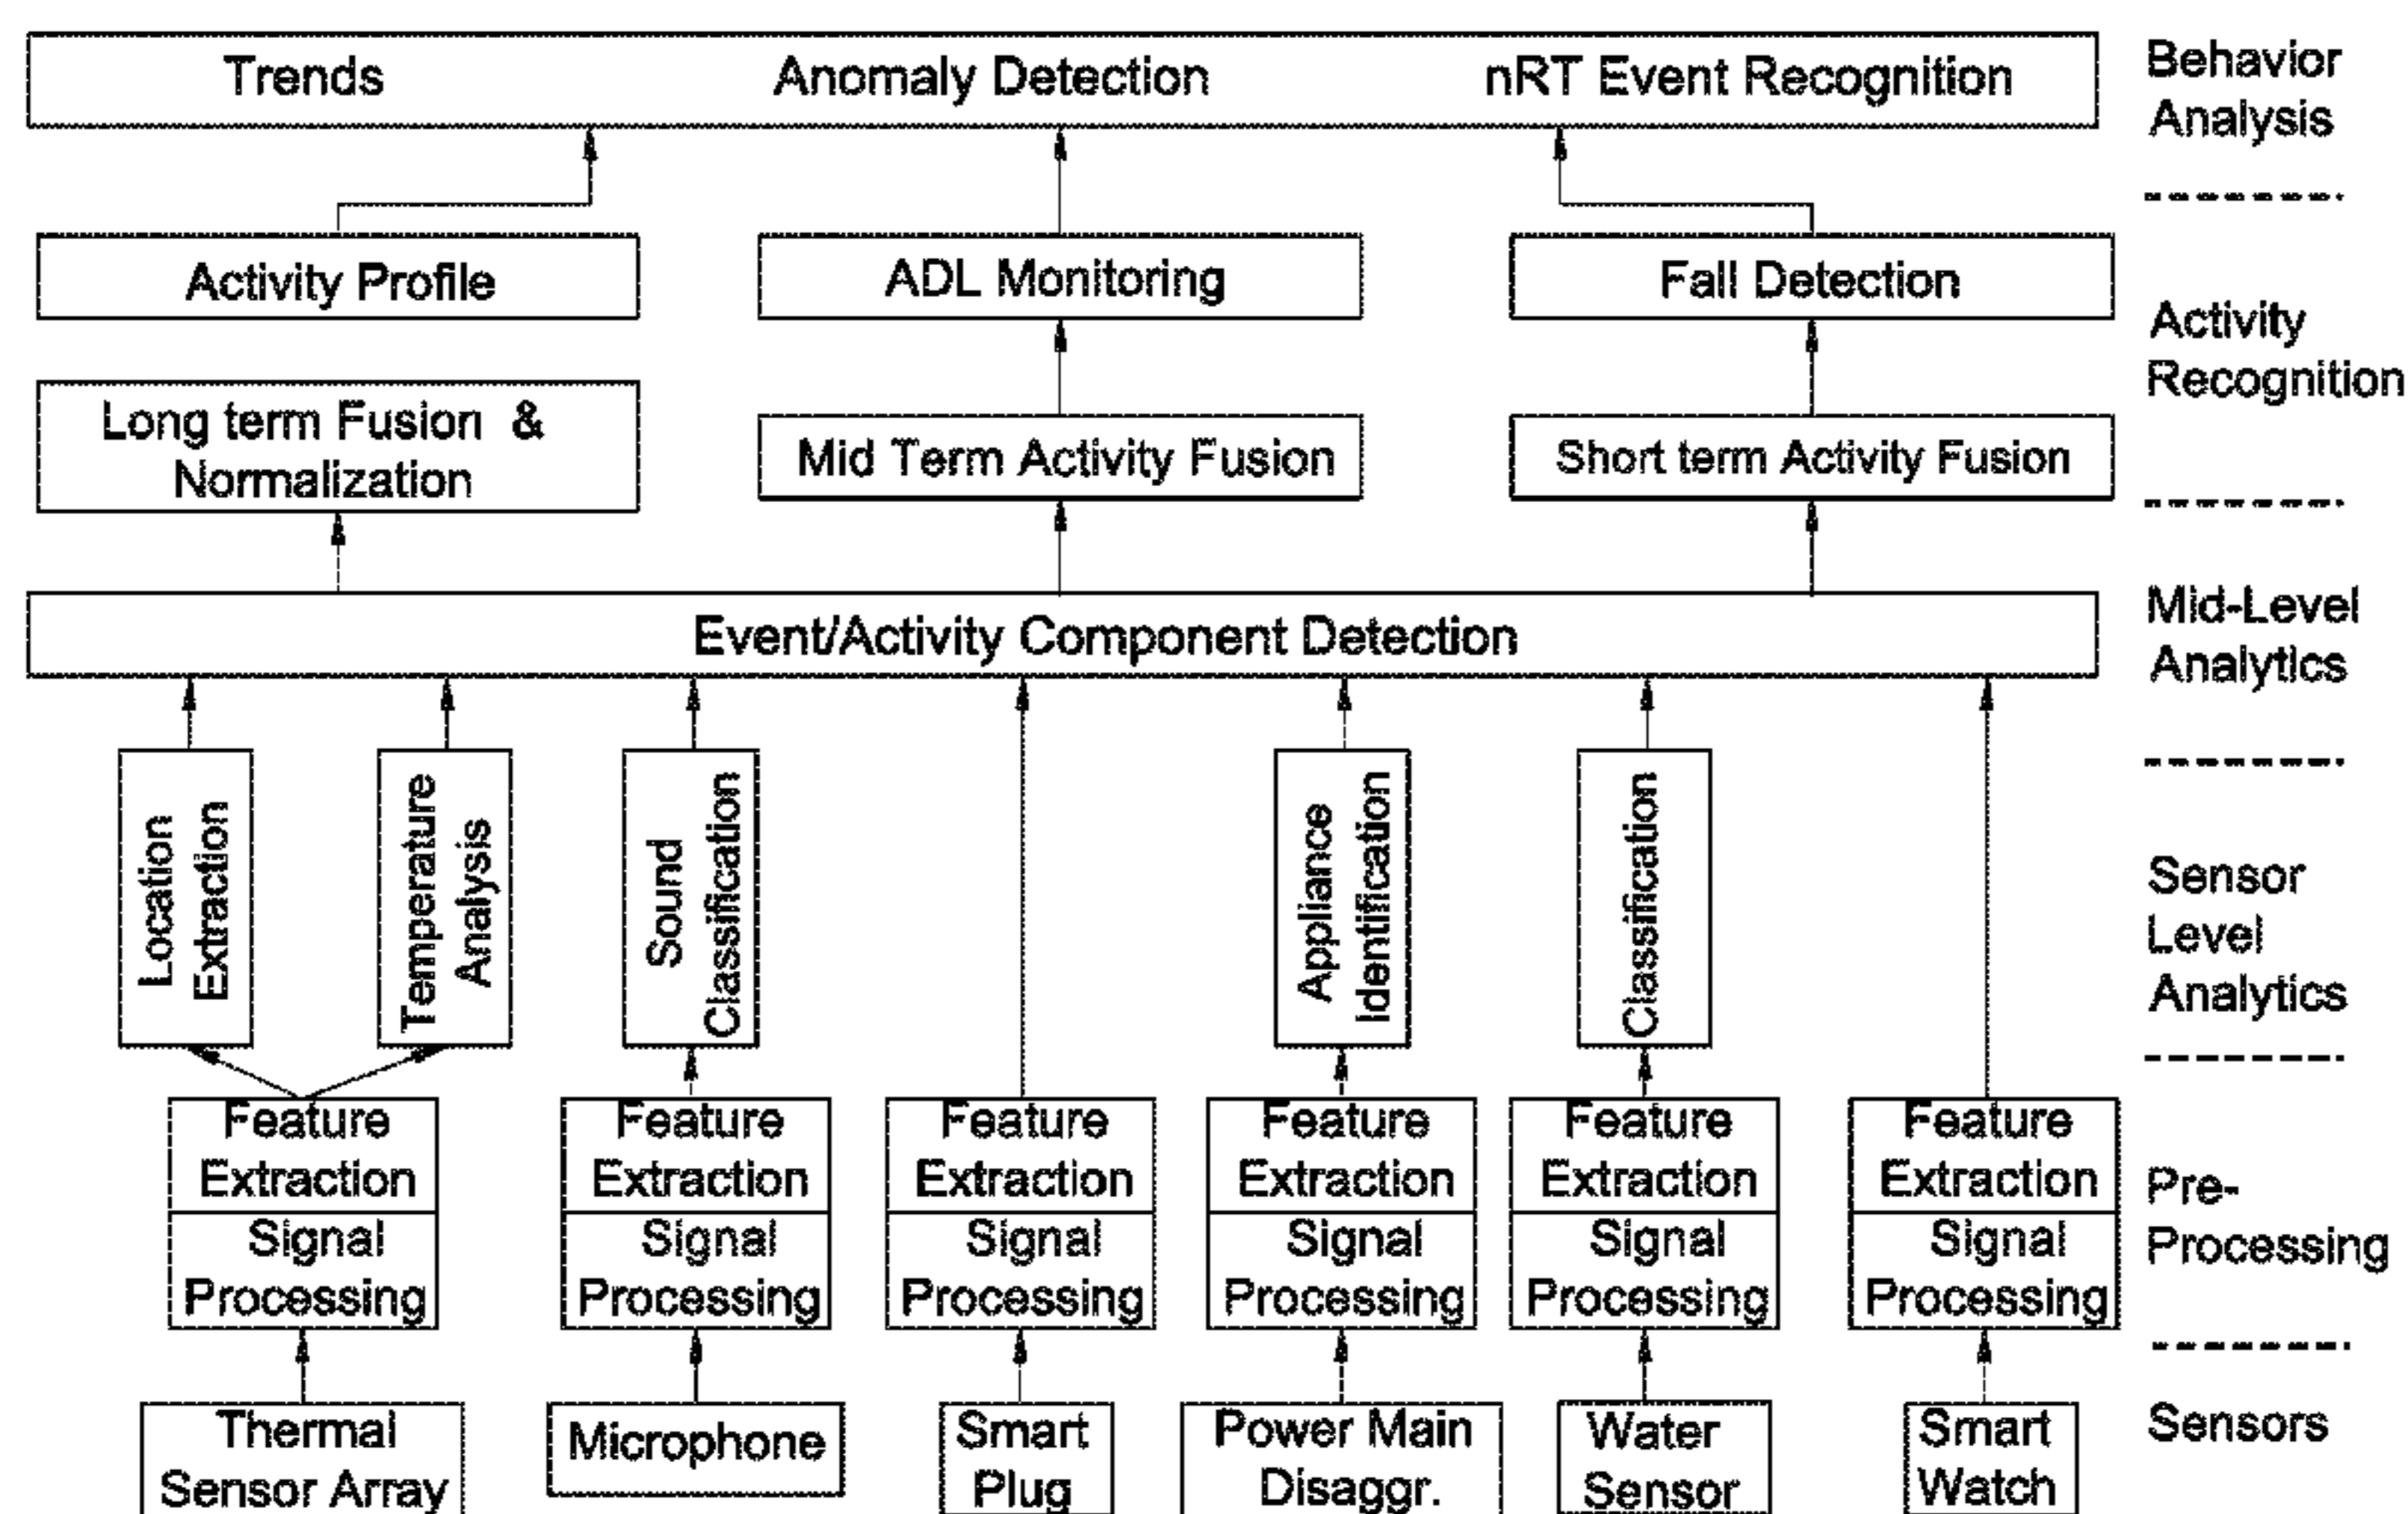 Trends
Anomaly Detection
nRT Event Recognition
Behavior
Analysis
Activity Profile
ADL Monitoring
Fall Detection
Activity
Recognition
Long term Fusion &
Normalization
Mid Term Activity Fusion
Short term Activity Fusion
Event/Activity Component Detection
Mid-Level
Analytics
Location
Extraction
Temperature
Analysis
Sound
Classification
Appliance
Identification
Classification
Sensor
Level
Analytics
Feature
Extraction
Signal
Processing
Feature
Extraction
Signal
Processing
Feature
Extraction
Signal
Processing
Feature
Extraction
Signal
Processing
Feature
Extraction
Signal
Processing
Feature
Extraction
Signal
Processing
Pre-
Processing
Thermal
Sensor Array
Microphone
Smart
Plug
Power Main
Disaggr.
Water
Sensor
Smart
Watch
Sensors